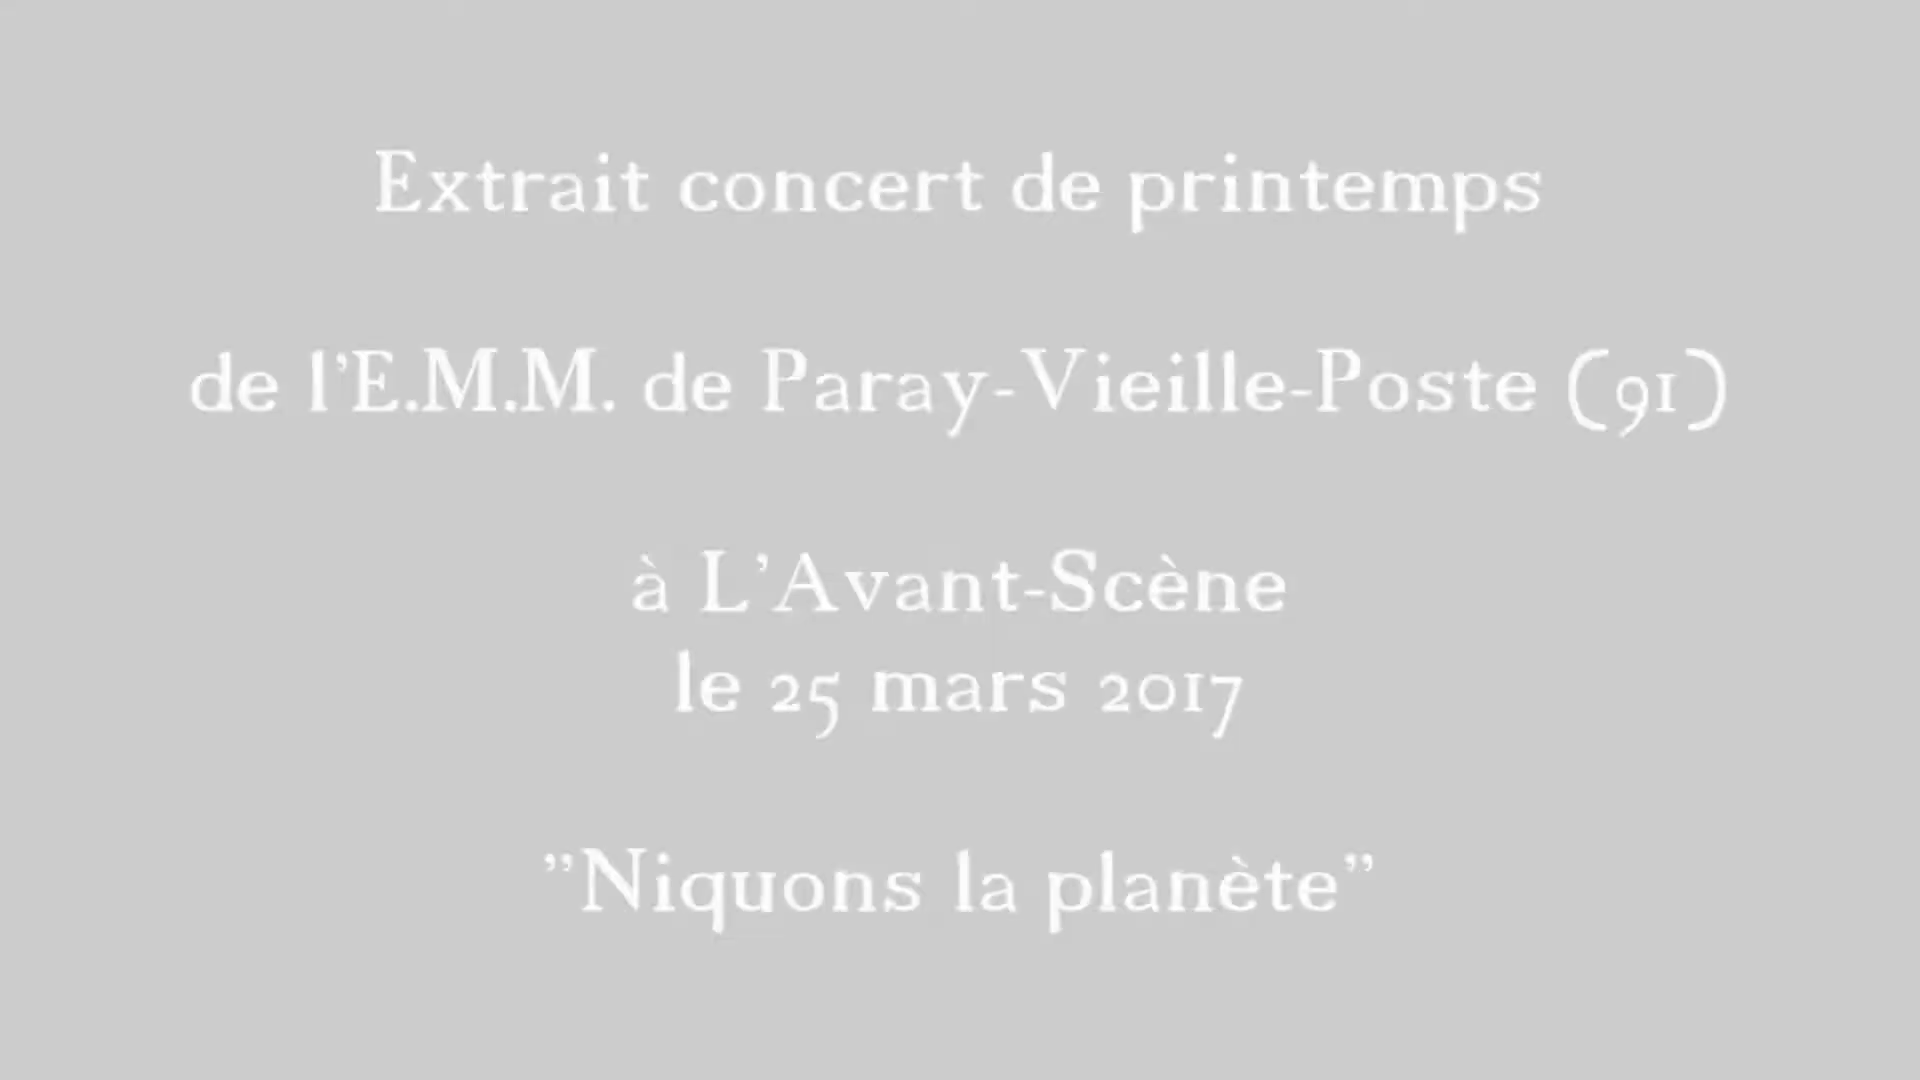 Extrait concert de printemps
de l'E.M.M. de Paray-Vieille-Poste (91)
à L'Avant-Scène
le 25 mars 2017
"Niquons la planète"